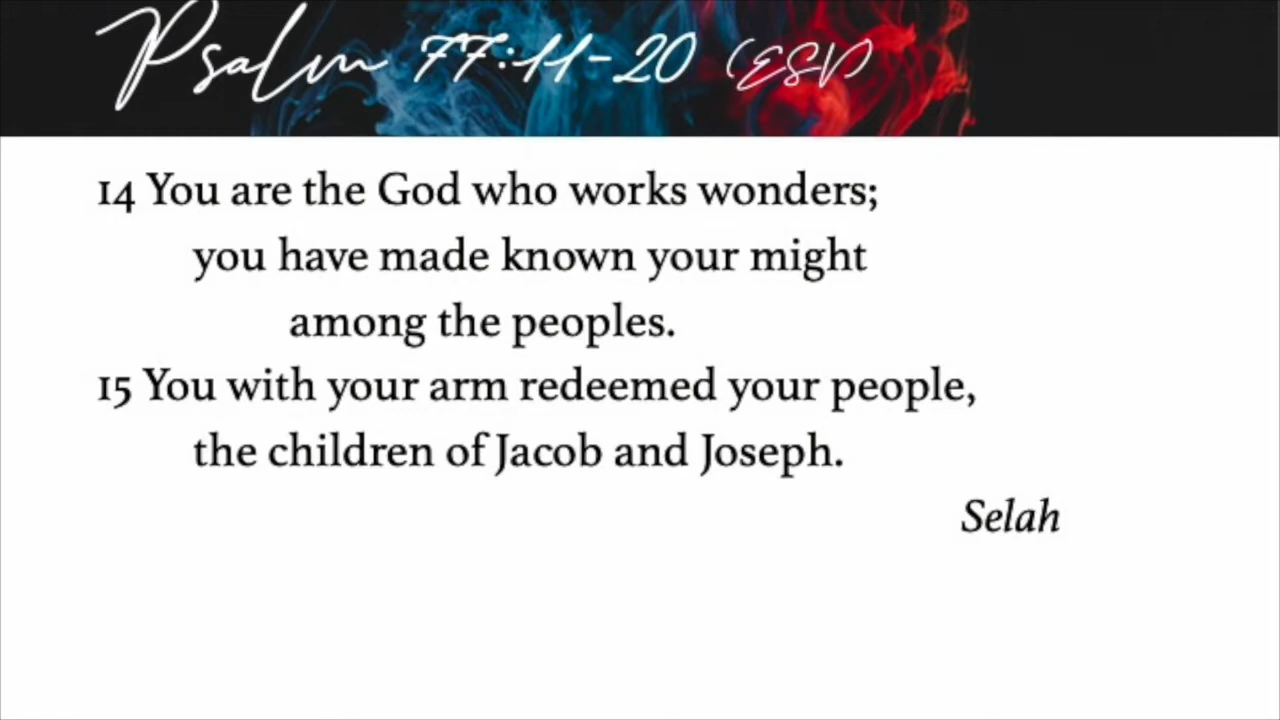 Psalm 77:11-20 (ESV)
14 You are the God who works wonders;
you have made known your might
among the peoples.
15 You with your arm redeemed your people,
the children of Jacob and Joseph.
Selah